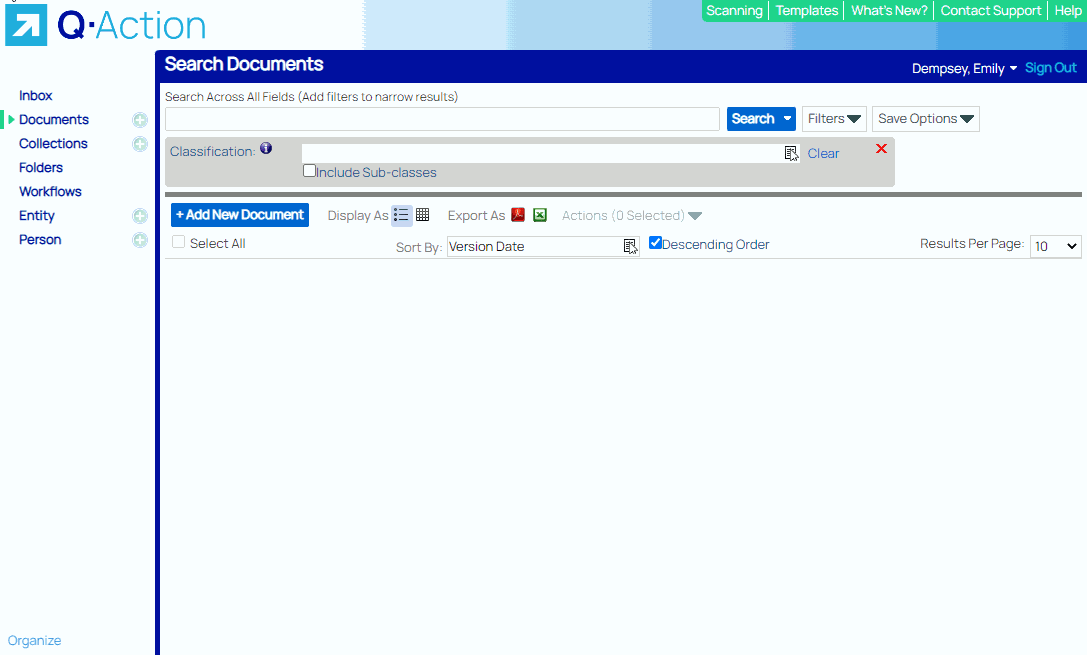 Scanning Templates What's New? Contact Support Help
Q·Action
Search Documents
Dempsey, Emily Sign Out
Inbox
Documents
Collections
Folders
Workflows
Entity
Person
Organize
Search Across All Fields (Add filters to narrow results)
Search Filters Save Options
Classification: Clear
Include Sub-classes
+ Add New Document Display As Export As Actions (0 Selected)
Select All Sort By: Version Date Descending Order Results Per Page: 10